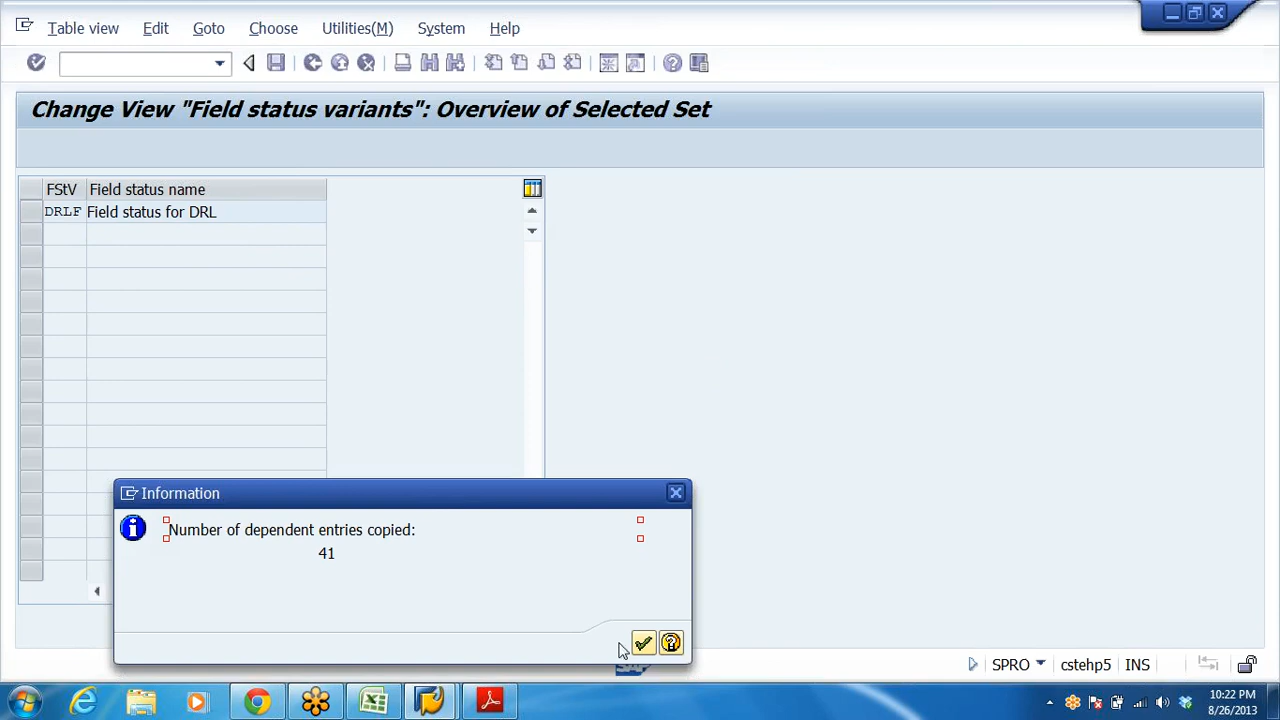 Table view Edit Goto Choose Utilities(M) System Help
Change View "Field status variants": Overview of Selected Set
FStV Field status name
DRLF Field status for DRL
Information
Number of dependent entries copied:
41
SAP
SPRO cstehp5 INS
10:22 PM
8/26/2013